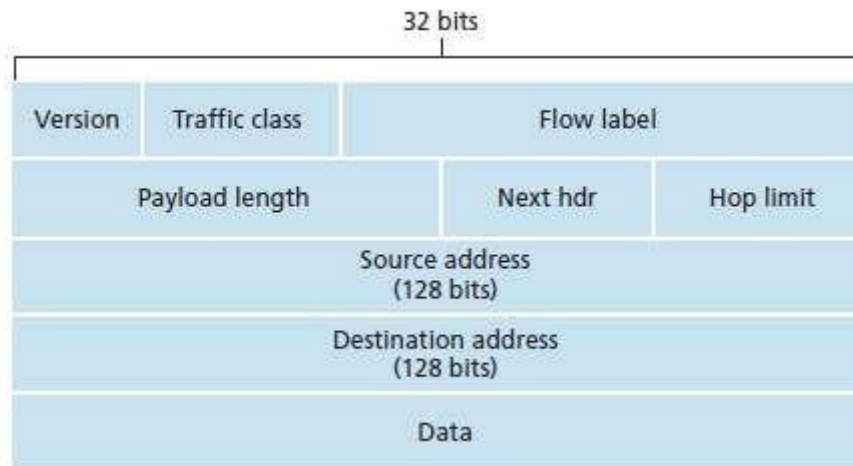 32 bits
Version Traffic class Flow label
Payload length Next hdr Hop limit
Source address
(128 bits)
Destination address
(128 bits)
Data